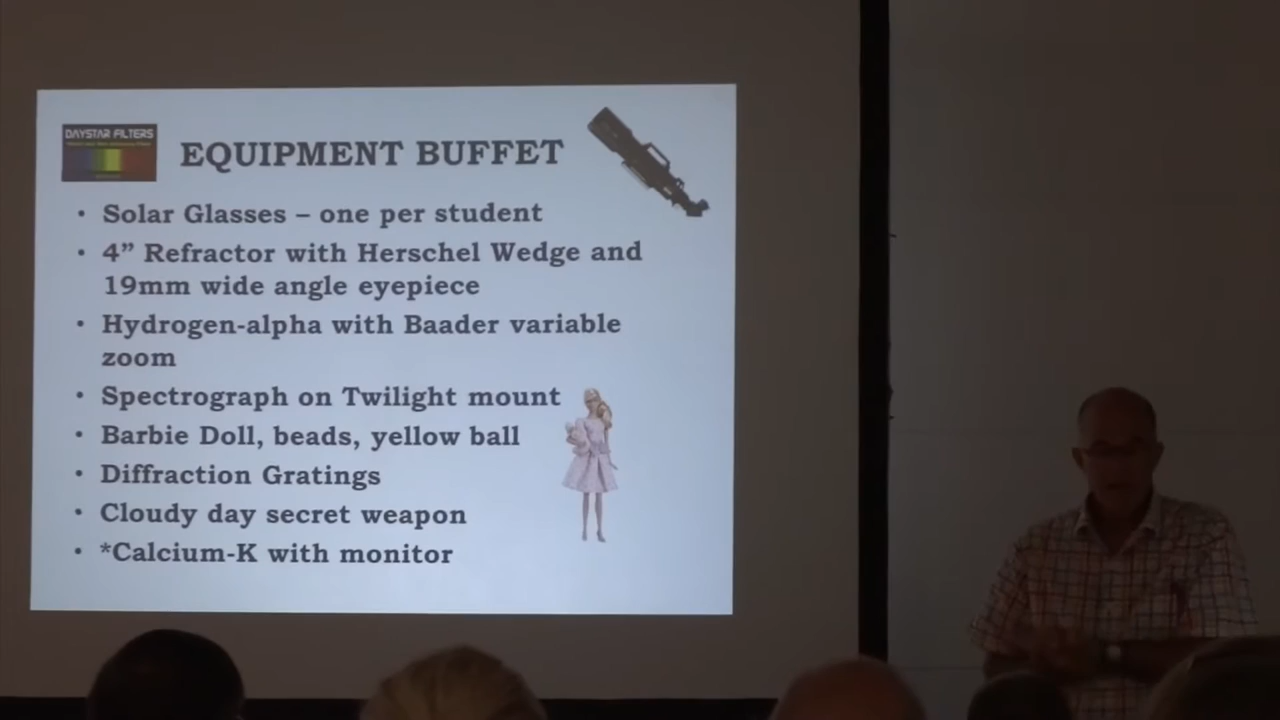 DAYSTAR FILTERS
EQUIPMENT BUFFET
• Solar Glasses – one per student
• 4” Refractor with Herschel Wedge and
19mm wide angle eyepiece
• Hydrogen-alpha with Baader variable
zoom
• Spectrograph on Twilight mount
• Barbie Doll, beads, yellow ball
• Diffraction Gratings
• Cloudy day secret weapon
• *Calcium-K with monitor